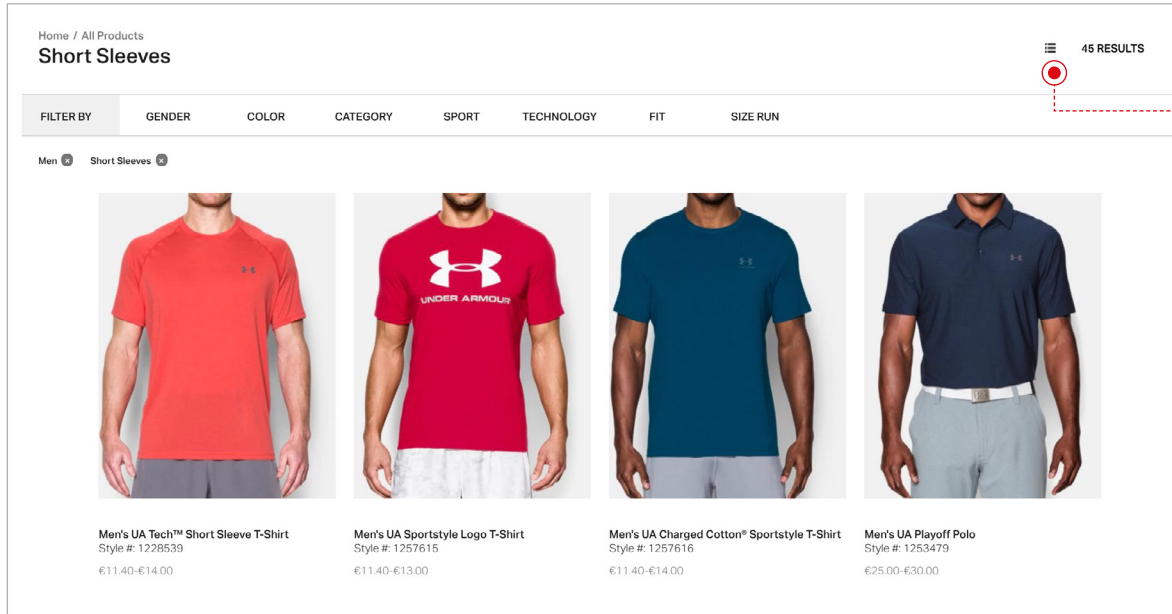 Home / All Products
Short Sleeves
45 RESULTS
FILTER BY GENDER COLOR CATEGORY SPORT TECHNOLOGY FIT SIZE RUN
Men Short Sleeves
UNDER ARMOUR
Men's UA Tech™ Short Sleeve T-Shirt
Style #: 1228539
€11.40-€14.00
Men's UA Sportstyle Logo T-Shirt
Style #: 1257615
€11.40-€13.00
Men's UA Charged Cotton® Sportstyle T-Shirt
Style #: 1257616
€11.40-€14.00
Men's UA Playoff Polo
Style #: 1253479
€25.00-€30.00